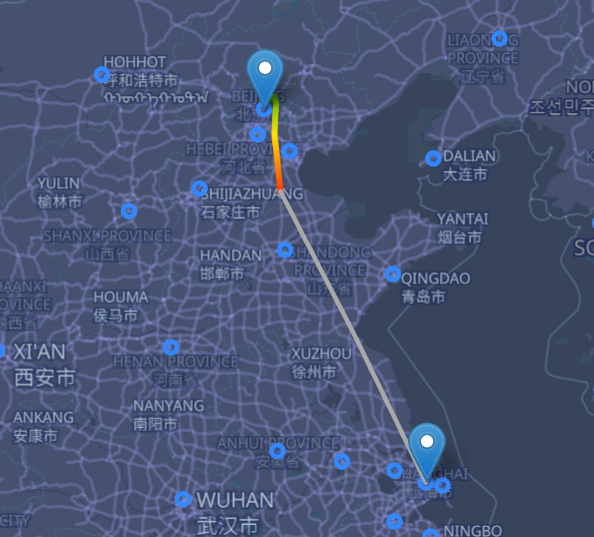 HOHHOT
呼和浩特市
LIAONING
PROVINCE
辽宁省
BEIJING
北京
조선민주
HEBEI PROVINCE
河北省
DALIAN
大连市
YULIN
榆林市
SHIJIAZHUANG
石家庄市
YANTAI
烟台市
SHANXI PROVINCE
山西省
HANDAN
邯郸市
SHANDONG
PROVINCE
山东省
QINGDAO
青岛市
HOUMA
侯马市
XI'AN
西安市
HENAN PROVINCE
河南省
XUZHOU
徐州市
NANYANG
南阳市
ANKANG
安康市
ANHUI PROVINCE
安徽省
SHANGHAI
上海市
WUHAN
武汉市
CITY
NINGBO